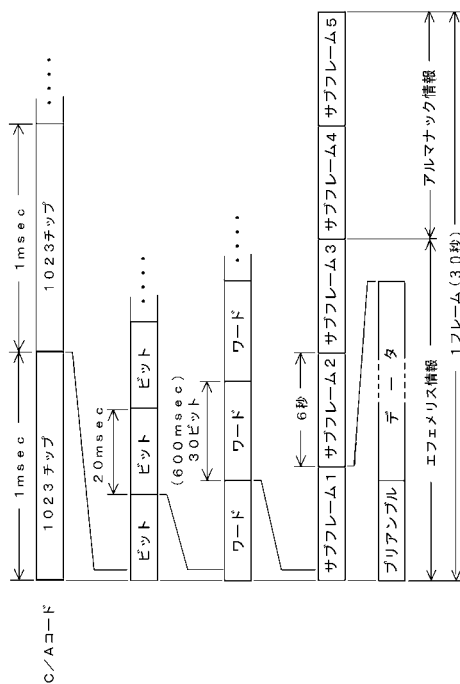 1msec
1msec
C/Aコード
1023チップ
1023チップ
・・・・
20msec
ビット
ビット
ビット
・・・・
(600msec)
30ビット
ワード
ワード
ワード
・・・・
6秒
サブフレーム1
サブフレーム2
サブフレーム3
サブフレーム4
サブフレーム5
プリアンブル
データ
エフェメリス情報
アルマナック情報
1フレーム(30秒)